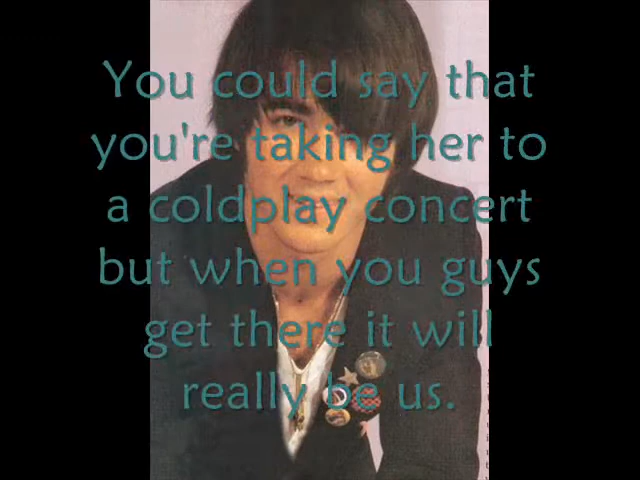 You could say that
you're taking her to
a coldplay concert
but when you guys
get there it will
really be us.